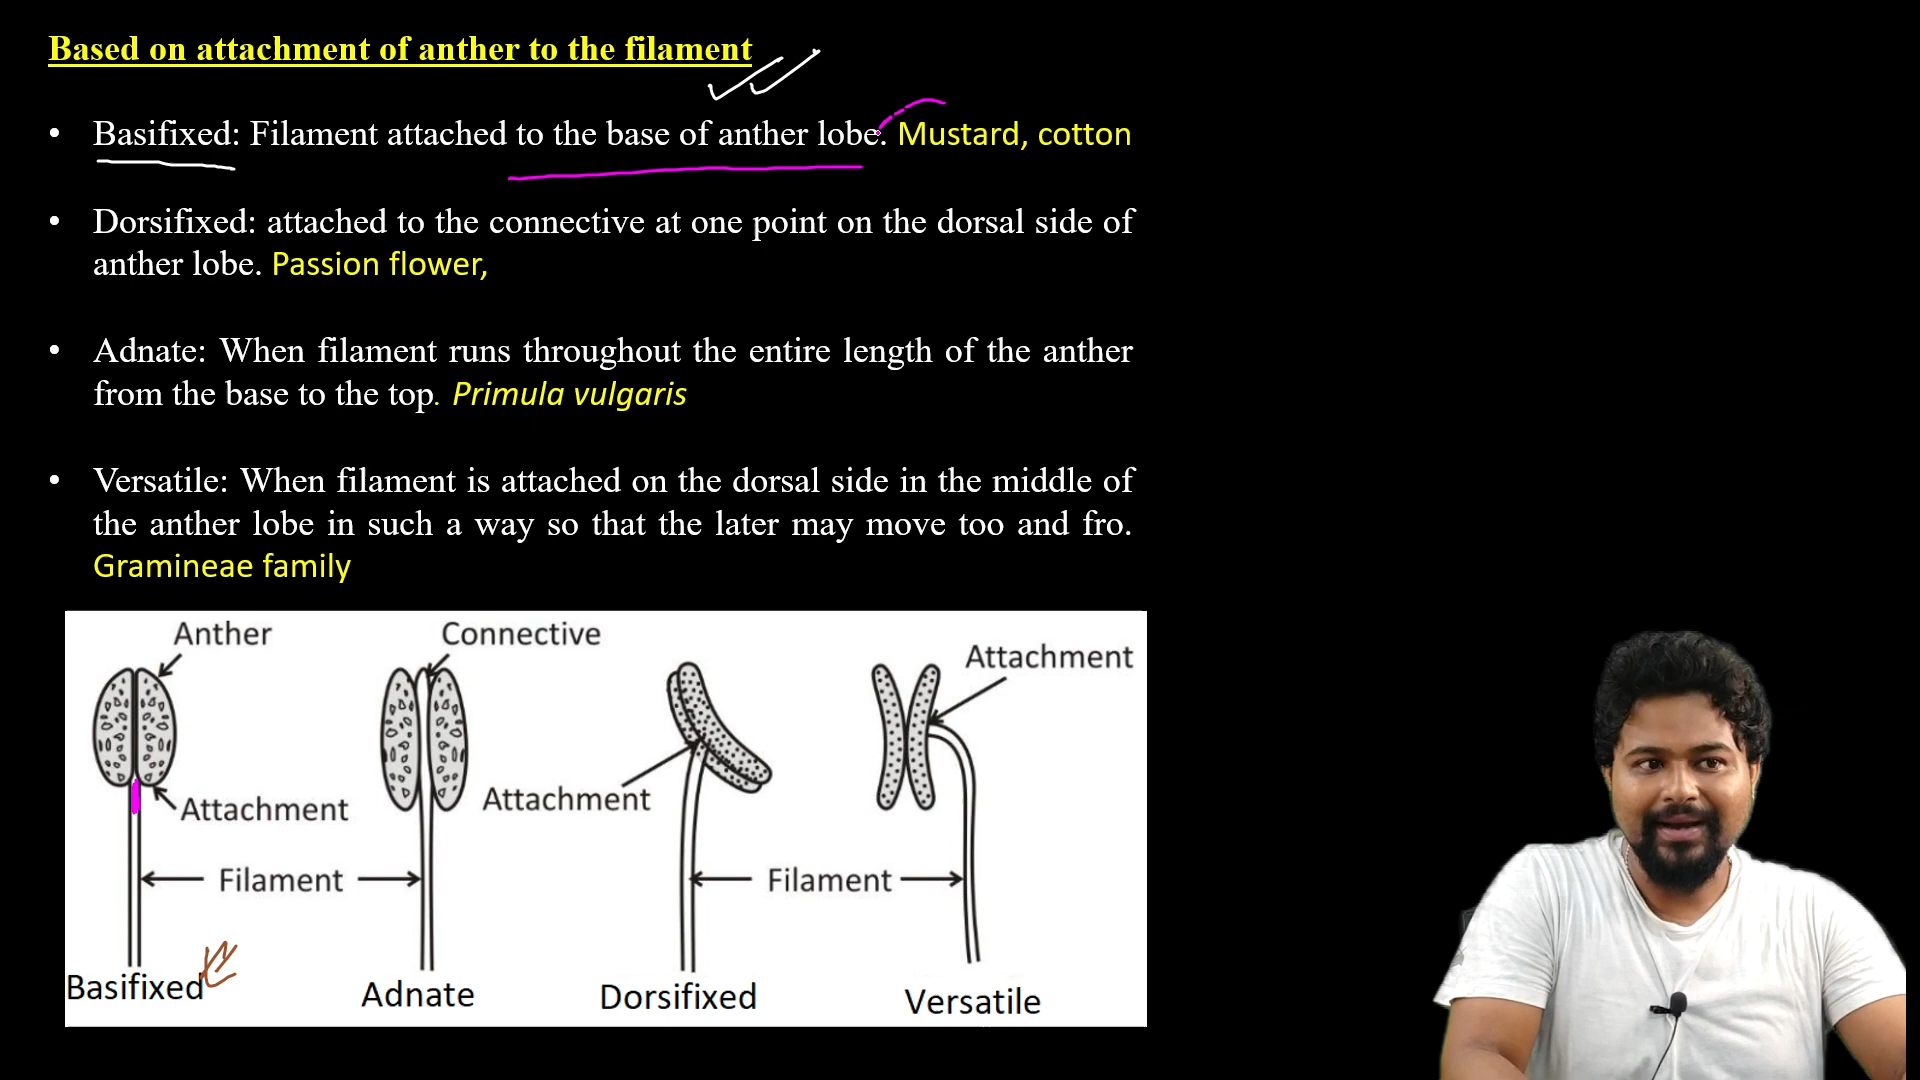 Based on attachment of anther to the filament
• Basifixed: Filament attached to the base of anther lobe. Mustard, cotton
• Dorsifixed: attached to the connective at one point on the dorsal side of
anther lobe. Passion flower,
• Adnate: When filament runs throughout the entire length of the anther
from the base to the top. Primula vulgaris
• Versatile: When filament is attached on the dorsal side in the middle of
the anther lobe in such a way so that the later may move too and fro.
Gramineae family
Anther
Connective
Attachment
Attachment
Attachment
Filament
Filament
Basifixed
Adnate
Dorsifixed
Versatile